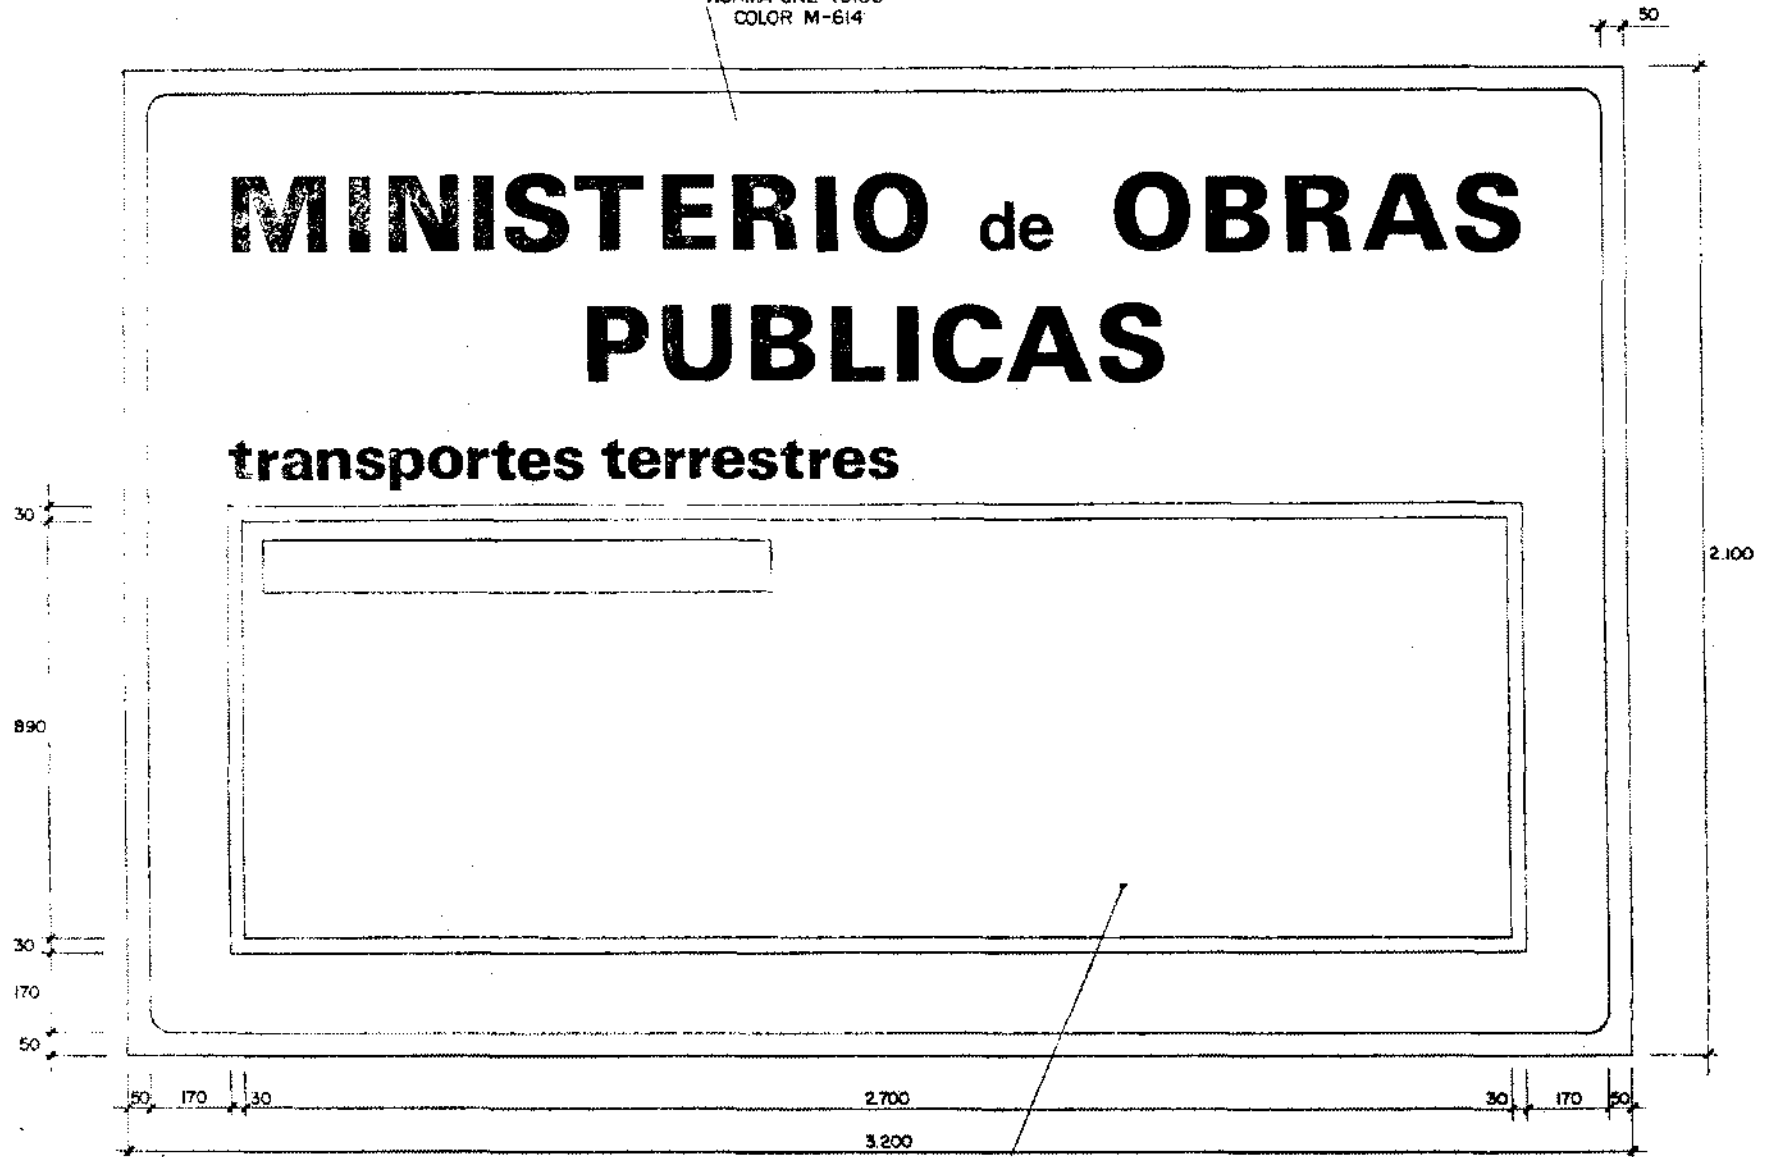 COLOR M-614
50
MINISTERIO de OBRAS
PUBLICAS
transportes terrestres
30
2.100
890
30
170
50
50 170 30 2.700 30 170 50
3.200